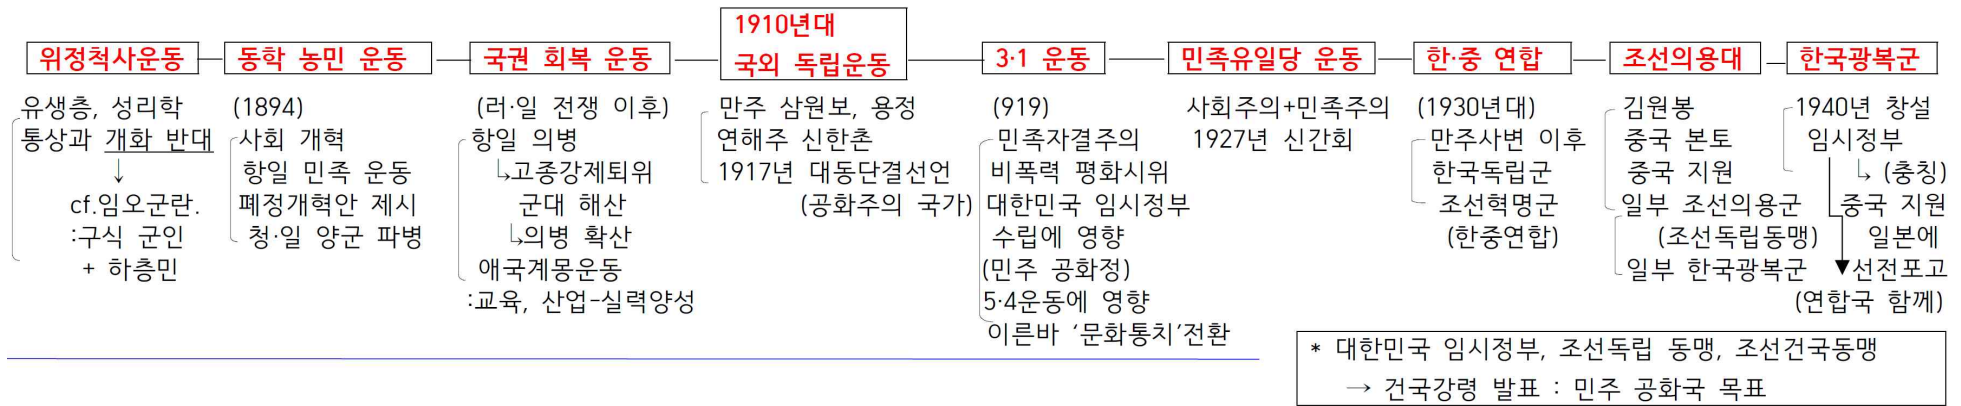 위정척사운동
유생층, 성리학
통상과 개화 반대
↓
cf.임오군란.
:구식 군인
+ 하층민
동학 농민 운동
(1894)
사회 개혁
항일 민족 운동
폐정개혁안 제시
청·일 양군 파병
국권 회복 운동
(러·일 전쟁 이후)
항일 의병
↳고종강제퇴위
군대 해산
↳의병 확산
애국계몽운동
:교육, 산업-실력양성
1910년대
국외 독립운동
만주 삼원보, 용정
연해주 신한촌
1917년 대동단결선언
(공화주의 국가)
3·1 운동
(919)
민족자결주의
비폭력 평화시위
대한민국 임시정부
수립에 영향
(민주 공화정)
5·4운동에 영향
이른바 ‘문화통치’전환
민족유일당 운동
사회주의+민족주의
1927년 신간회
한·중 연합
(1930년대)
만주사변 이후
한국독립군
조선혁명군
(한중연합)
조선의용대
김원봉
중국 본토
중국 지원
일부 조선의용군
(조선독립동맹)
일부 한국광복군
한국광복군
1940년 창설
임시정부
↳ (충칭)
중국 지원
일본에
선전포고
(연합국 함께)
* 대한민국 임시정부, 조선독립 동맹, 조선건국동맹
→ 건국강령 발표 : 민주 공화국 목표